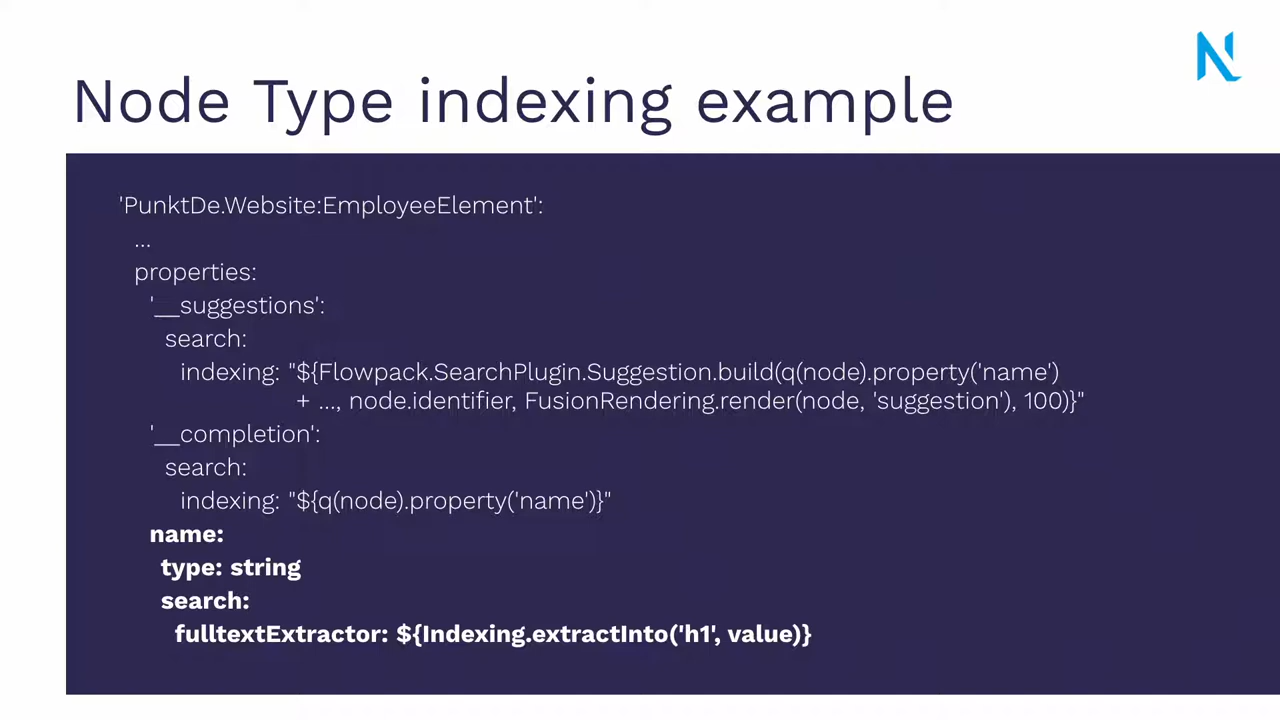 Node Type indexing example
'PunktDe.Website:EmployeeElement':
...
properties:
'__suggestions':
search:
indexing: "${Flowpack.SearchPlugin.Suggestion.build(q(node).property('name')
+ ..., node.identifier, FusionRendering.render(node, 'suggestion'), 100)}"
'__completion':
search:
indexing: "${q(node).property('name')}"
name:
type: string
search:
fulltextExtractor: ${Indexing.extractInto('h1', value)}